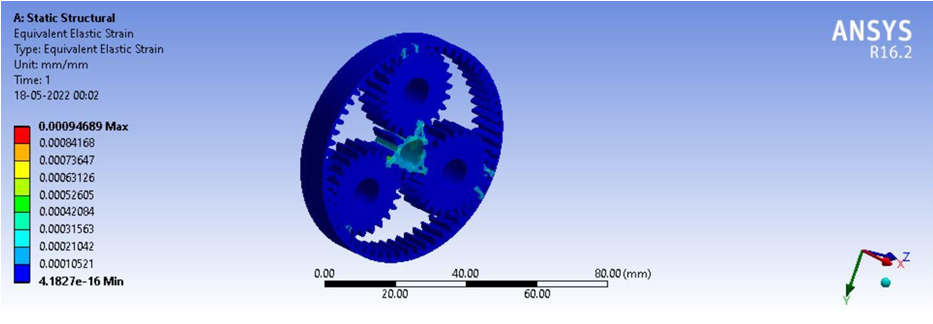 A: Static Structural
Equivalent Elastic Strain
Type: Equivalent Elastic Strain
Unit: mm/mm
Time: 1
18-05-2022 00:02
0.00094689 Max
0.00084168
0.00073647
0.00063126
0.00052605
0.00042084
0.00031563
0.00021042
0.00010521
4.1827e-16 Min
ANSYS
R16.2
0.00 40.00 80.00 (mm)
20.00 60.00
Z
X
Y